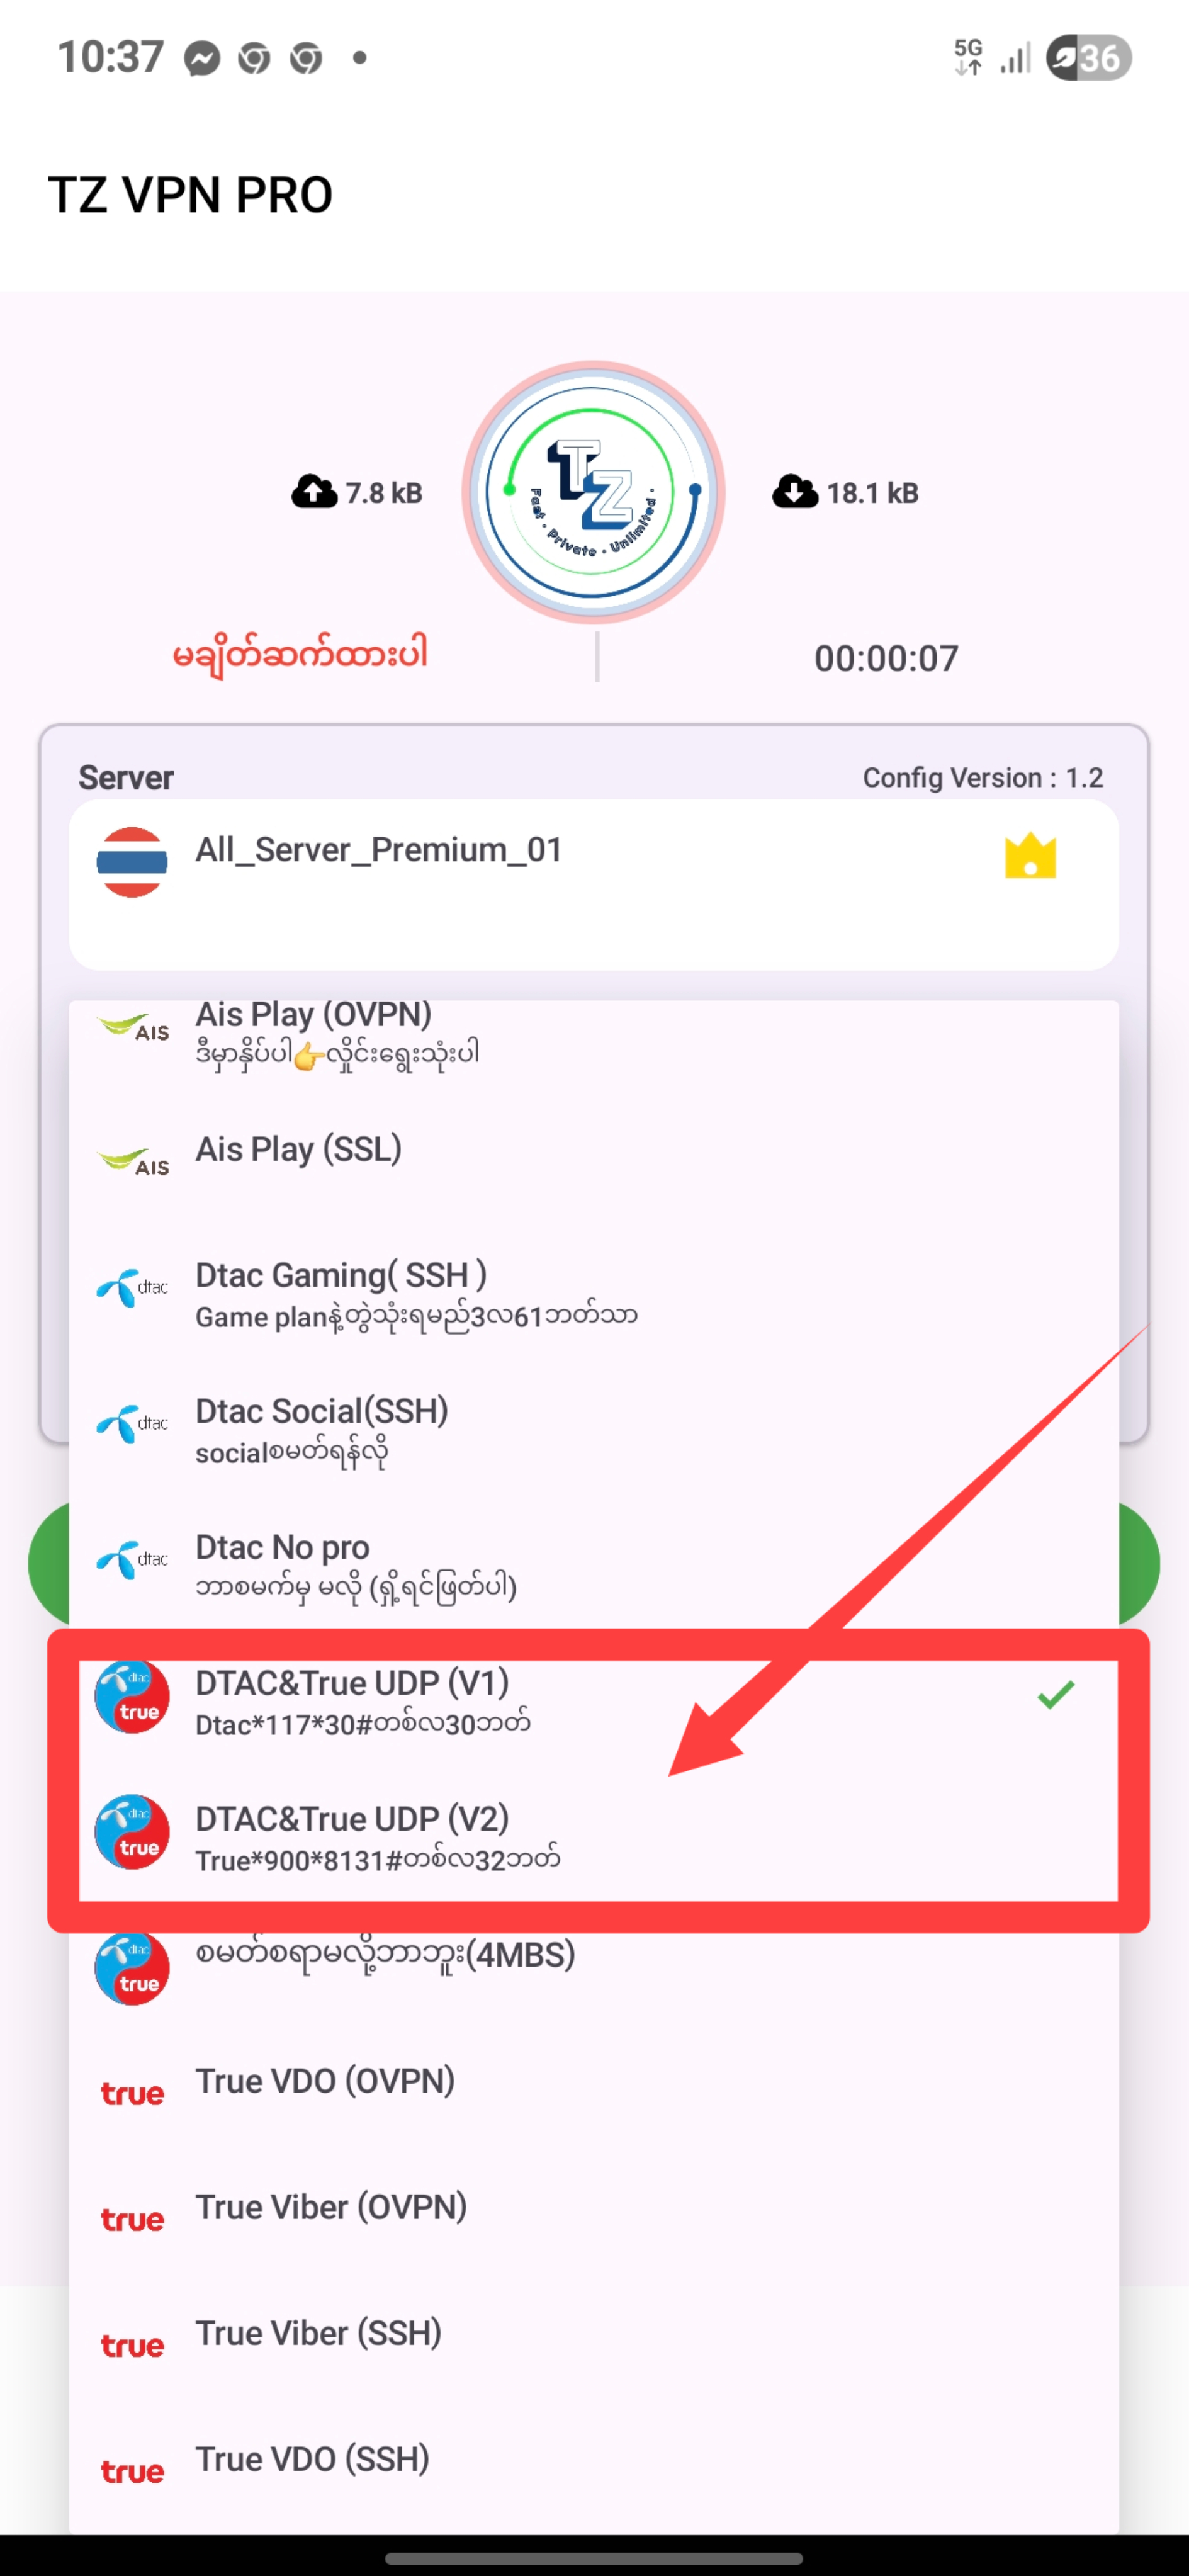 10:37
5G
36
TZ VPN PRO
7.8 kB
TZ
Fast · Private · Unlimited ·
18.1 kB
မချိတ်ဆက်ထားပါ
00:00:07
Server
Config Version : 1.2
All_Server_Premium_01
AIS
Ais Play (OVPN)
ဒီမှာနှိပ်ပါ👉လှိုင်းရွေးသုံးပါ
AIS
Ais Play (SSL)
dtac
Dtac Gaming( SSH )
Game planနဲ့တွဲသုံးရမည်3လ61ဘတ်သာ
dtac
Dtac Social(SSH)
socialစမတ်ရန်လို
dtac
Dtac No pro
ဘာစမက်မှ မလို (ရှိရင်ဖြတ်ပါ)
dtac
true
DTAC&True UDP (V1)
Dtac*117*30#တစ်လ30ဘတ်
dtac
true
DTAC&True UDP (V2)
True*900*8131#တစ်လ32ဘတ်
dtac
true
စမတ်စရာမလို့ဘာဘူး(4MBS)
true
True VDO (OVPN)
true
True Viber (OVPN)
true
True Viber (SSH)
true
True VDO (SSH)